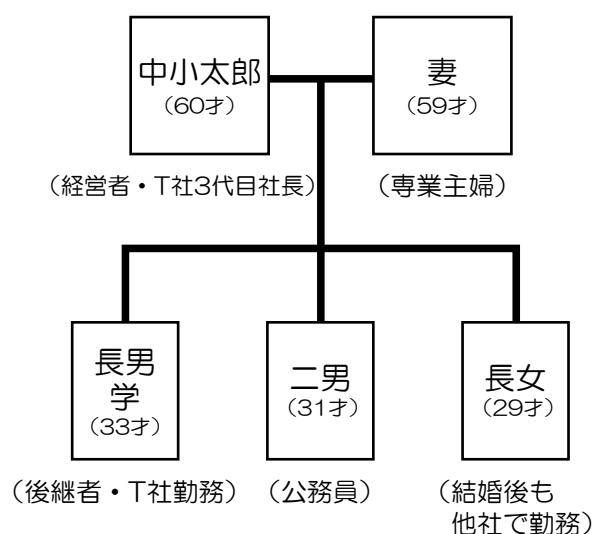 中小太郎
（60才）
妻
（59才）
（経営者・T社3代目社長）
（専業主婦）
長男
学
（33才）
二男
（31才）
長女
（29才）
（後継者・T社勤務）
（公務員）
（結婚後も
他社で勤務）